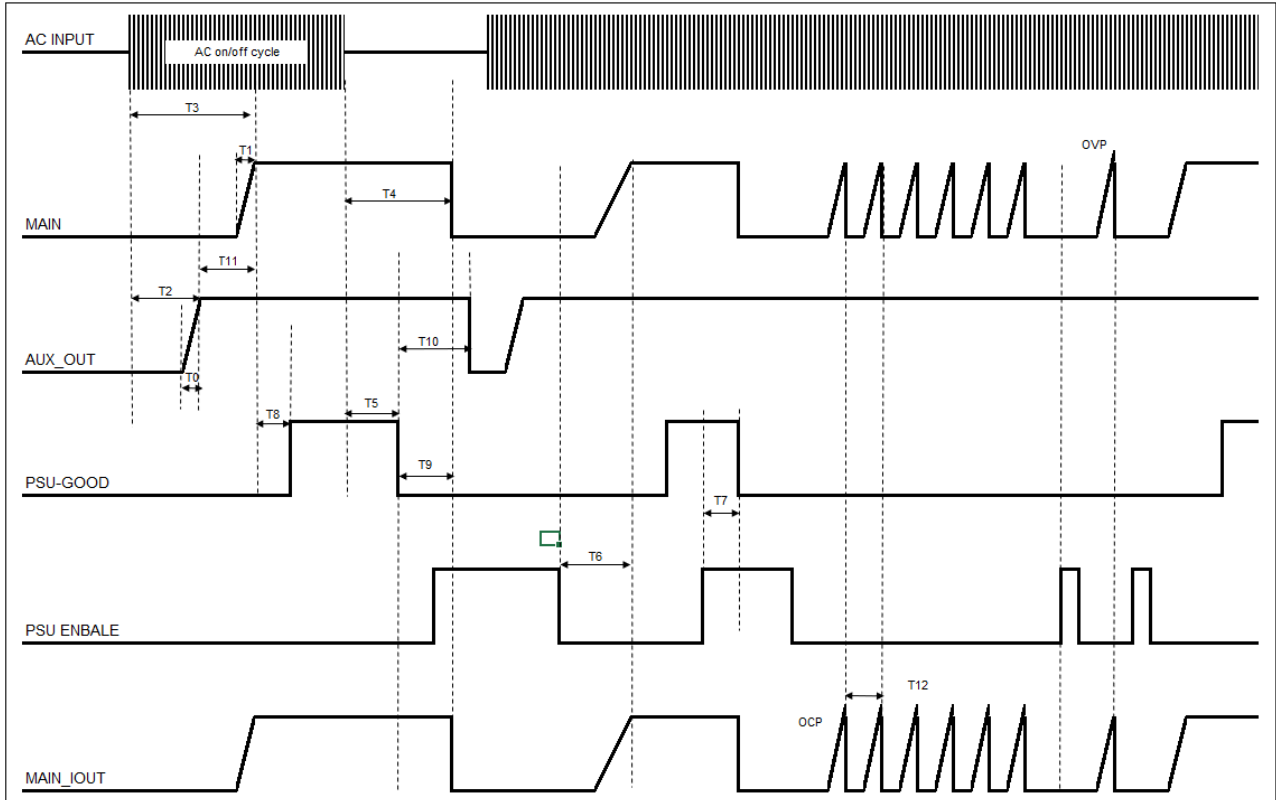 AC INPUT
AC on/off cycle
T3
T1
OVP
T4
MAIN
T11
T2
T10
AUX_OUT
T0
T5
T8
T9
PSU-GOOD
T7
T6
PSU ENBALE
T12
OCP
MAIN_IOUT